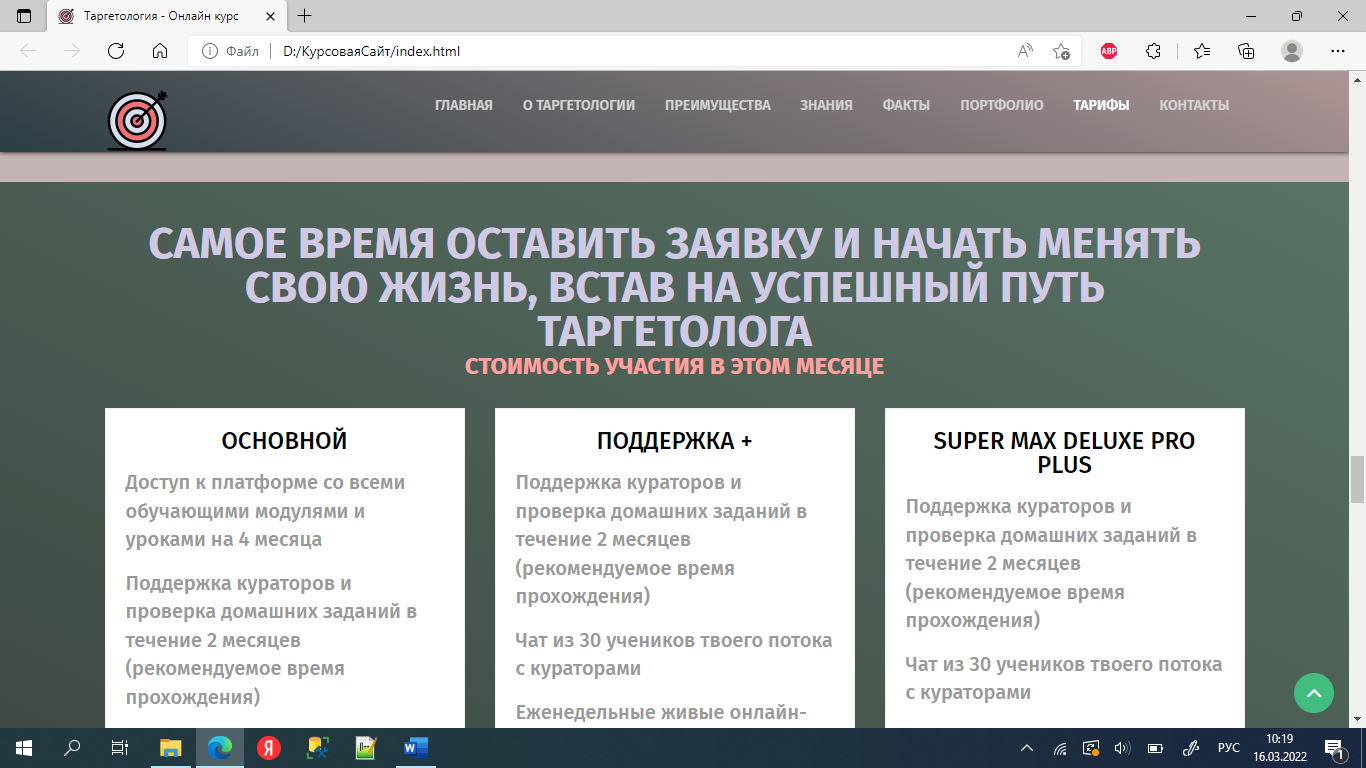 Таргетология - Онлайн курс
Файл
D:/КурсоваяСайт/index.html
ABP
ГЛАВНАЯ О ТАРГЕТОЛОГИИ ПРЕИМУЩЕСТВА ЗНАНИЯ ФАКТЫ ПОРТФОЛИО ТАРИФЫ КОНТАКТЫ
САМОЕ ВРЕМЯ ОСТАВИТЬ ЗАЯВКУ И НАЧАТЬ МЕНЯТЬ
СВОЮ ЖИЗНЬ, ВСТАВ НА УСПЕШНЫЙ ПУТЬ
ТАРГЕТОЛОГА
СТОИМОСТЬ УЧАСТИЯ В ЭТОМ МЕСЯЦЕ
ОСНОВНОЙ
Доступ к платформе со всеми
обучающими модулями и
уроками на 4 месяца
Поддержка кураторов и
проверка домашних заданий в
течение 2 месяцев
(рекомендуемое время
прохождения)
ПОДДЕРЖКА +
Поддержка кураторов и
проверка домашних заданий в
течение 2 месяцев
(рекомендуемое время
прохождения)
Чат из 30 учеников твоего потока
с кураторами
Еженедельные живые онлайн-
SUPER MAX DELUXE PRO
PLUS
Поддержка кураторов и
проверка домашних заданий в
течение 2 месяцев
(рекомендуемое время
прохождения)
Чат из 30 учеников твоего потока
с кураторами
РУС
10:19
16.03.2022
1